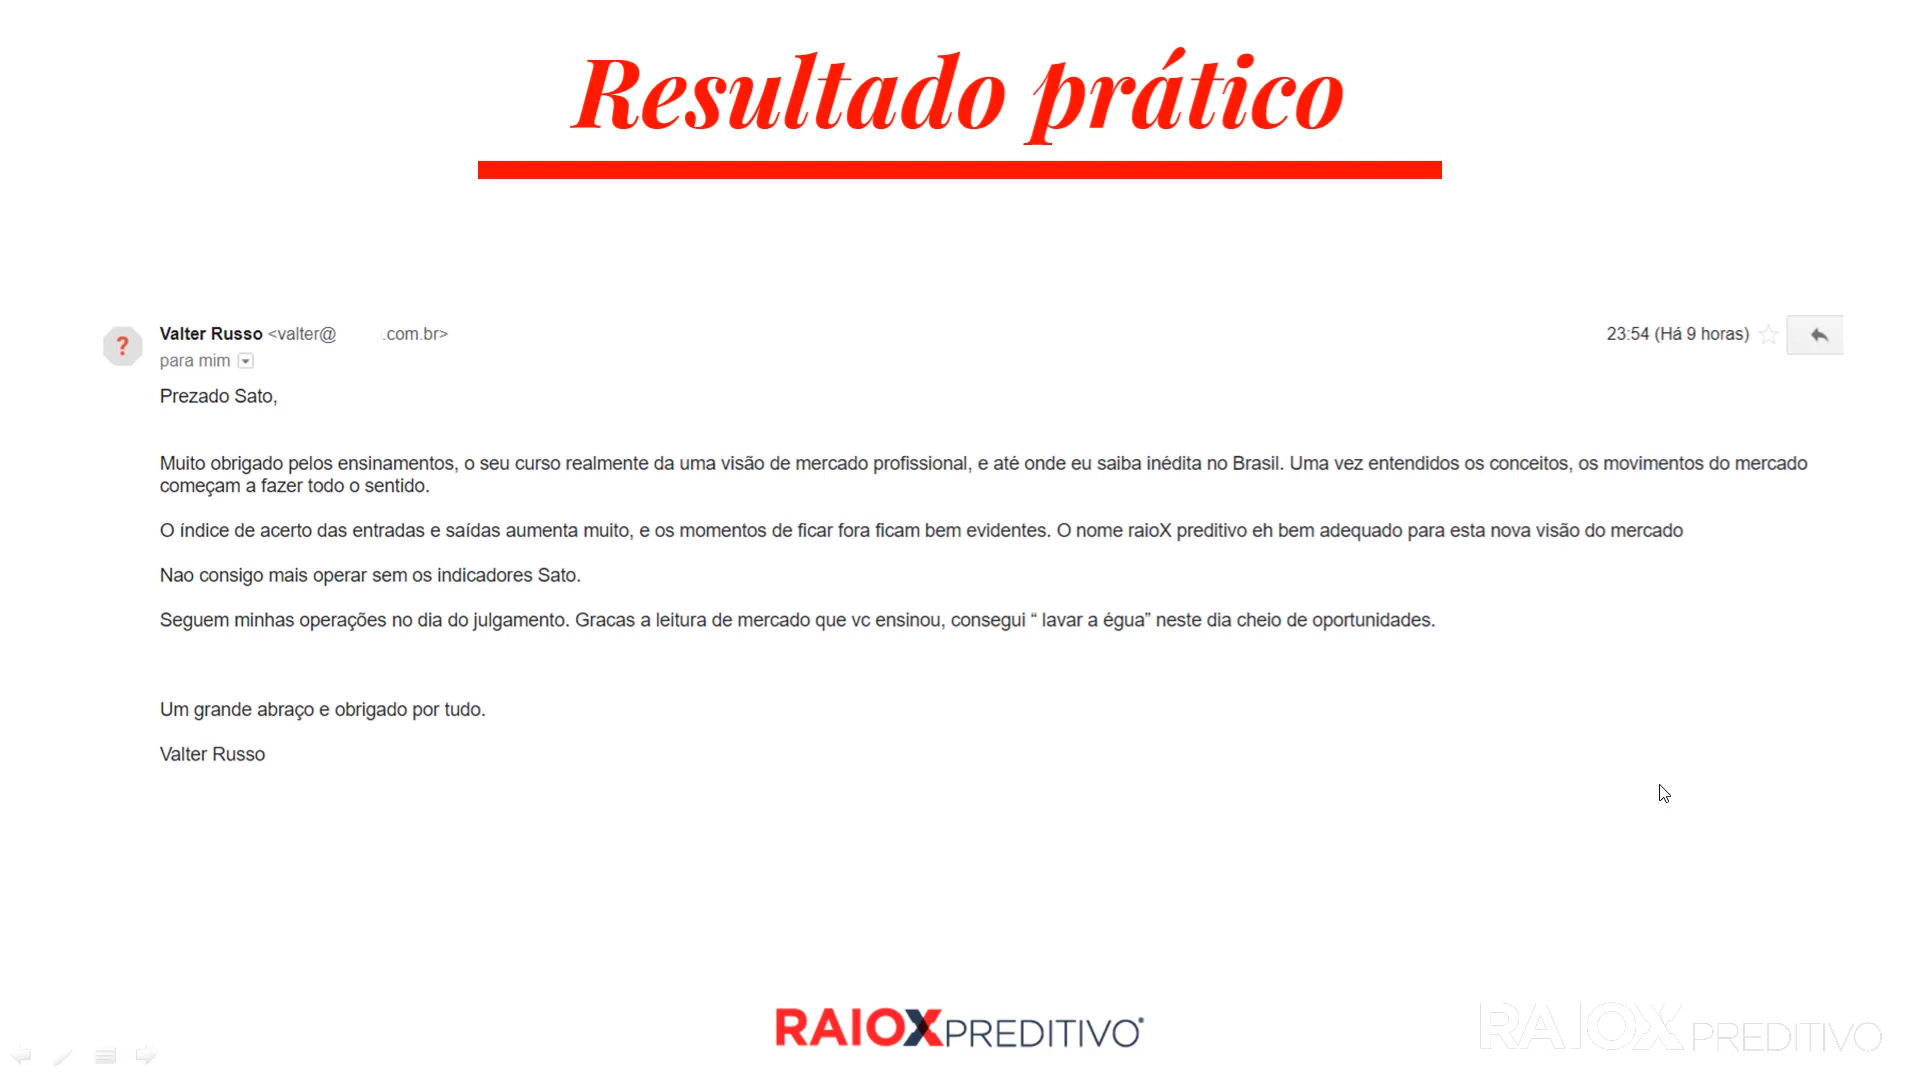 Resultado prático
Valter Russo <valter@ .com.br>
23:54 (Há 9 horas)
para mim
?
Prezado Sato,
Muito obrigado pelos ensinamentos, o seu curso realmente da uma visão de mercado profissional, e até onde eu saiba inédita no Brasil. Uma vez entendidos os conceitos, os movimentos do mercado
começam a fazer todo o sentido.
O índice de acerto das entradas e saídas aumenta muito, e os momentos de ficar fora ficam bem evidentes. O nome raioX preditivo eh bem adequado para esta nova visão do mercado
Nao consigo mais operar sem os indicadores Sato.
Seguem minhas operações no dia do julgamento. Gracas a leitura de mercado que vc ensinou, consegui “ lavar a égua” neste dia cheio de oportunidades.
Um grande abraço e obrigado por tudo.
Valter Russo
RAIOX PREDITIVO
RAIOX PREDITIVO